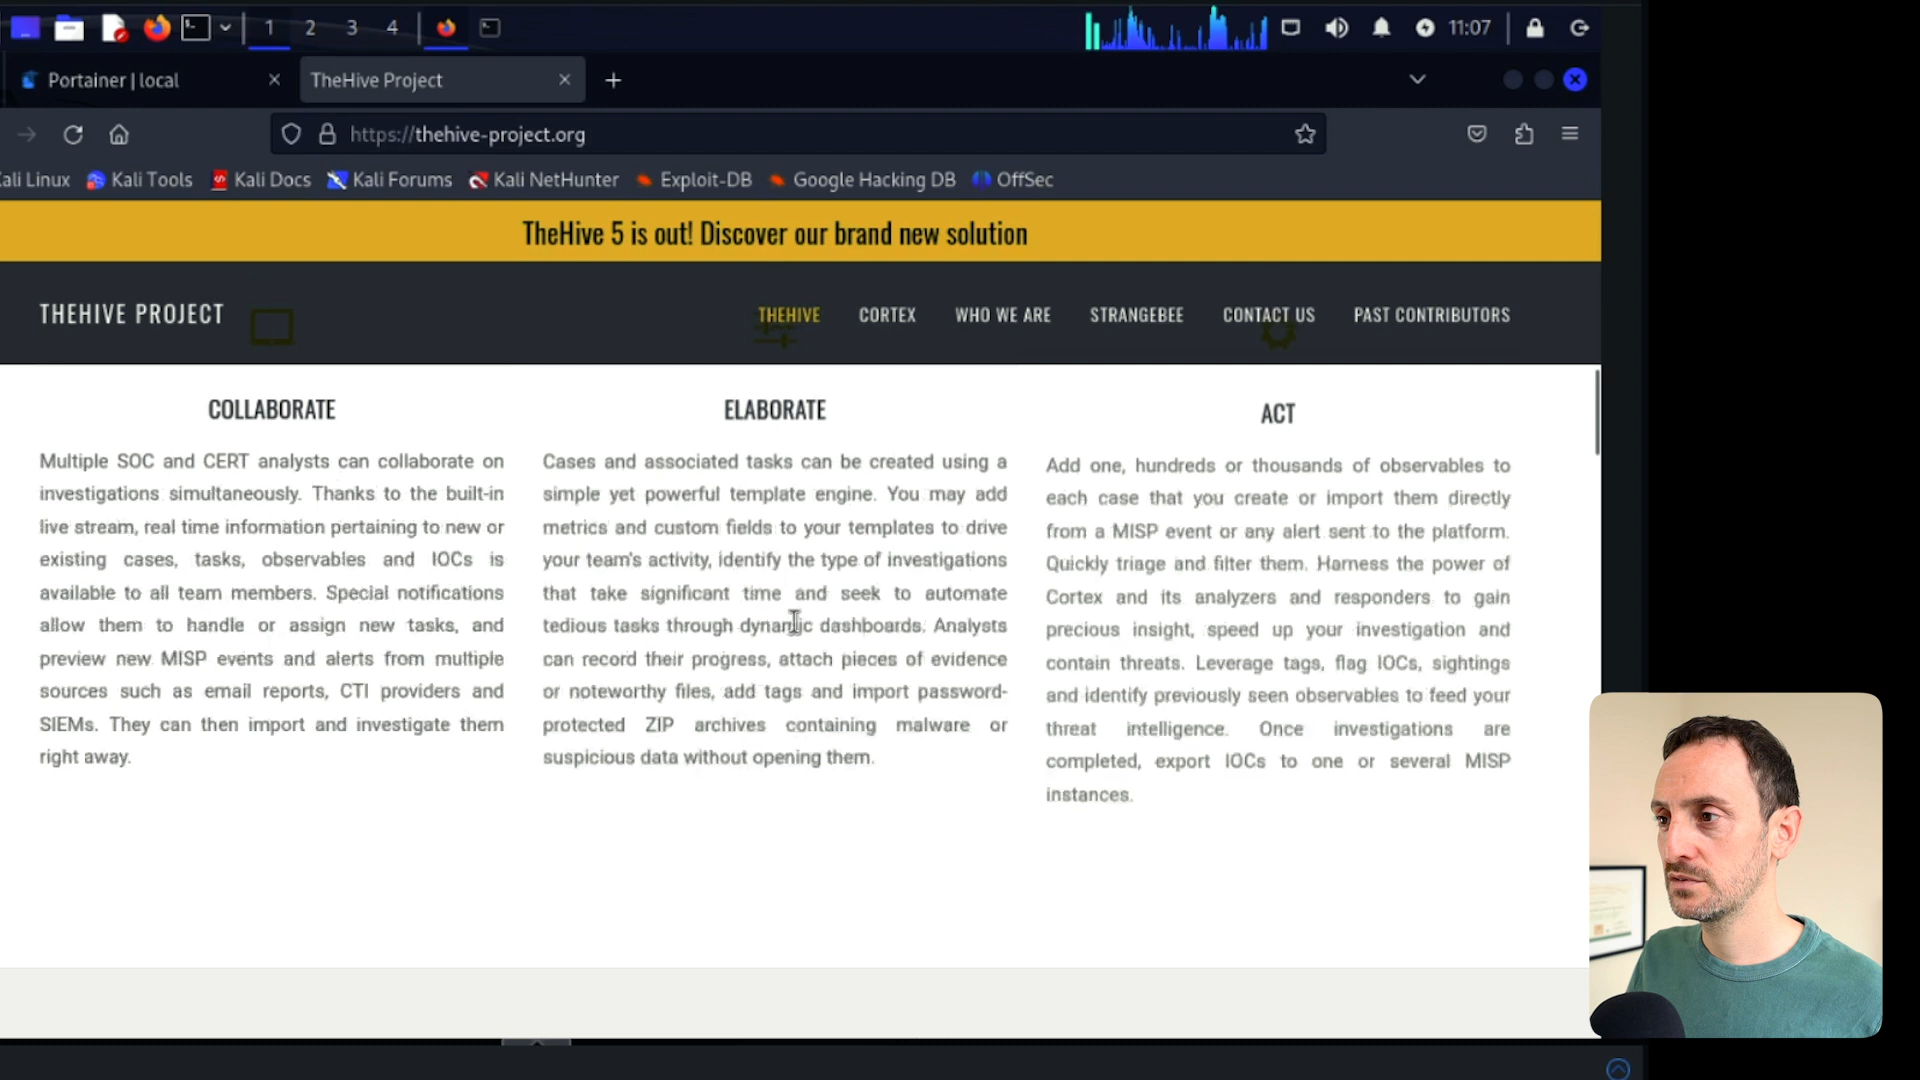 1 2 3 4
11:07
Portainer | local
TheHive Project
https://thehive-project.org
Kali Linux Kali Tools Kali Docs Kali Forums Kali NetHunter Exploit-DB Google Hacking DB OffSec
TheHive 5 is out! Discover our brand new solution
THEHIVE PROJECT
THEHIVE CORTEX WHO WE ARE STRANGEBEE CONTACT US PAST CONTRIBUTORS
COLLABORATE
Multiple SOC and CERT analysts can collaborate on
investigations simultaneously. Thanks to the built-in
live stream, real time information pertaining to new or
existing cases, tasks, observables and IOCs is
available to all team members. Special notifications
allow them to handle or assign new tasks, and
preview new MISP events and alerts from multiple
sources such as email reports, CTI providers and
SIEMs. They can then import and investigate them
right away.
ELABORATE
Cases and associated tasks can be created using a
simple yet powerful template engine. You may add
metrics and custom fields to your templates to drive
your team's activity, identify the type of investigations
that take significant time and seek to automate
tedious tasks through dynamic dashboards. Analysts
can record their progress, attach pieces of evidence
or noteworthy files, add tags and import password-
protected ZIP archives containing malware or
suspicious data without opening them.
ACT
Add one, hundreds or thousands of observables to
each case that you create or import them directly
from a MISP event or any alert sent to the platform.
Quickly triage and filter them. Harness the power of
Cortex and its analyzers and responders to gain
precious insight, speed up your investigation and
contain threats. Leverage tags, flag IOCs, sightings
and identify previously seen observables to feed your
threat intelligence. Once investigations are
completed, export IOCs to one or several MISP
instances.